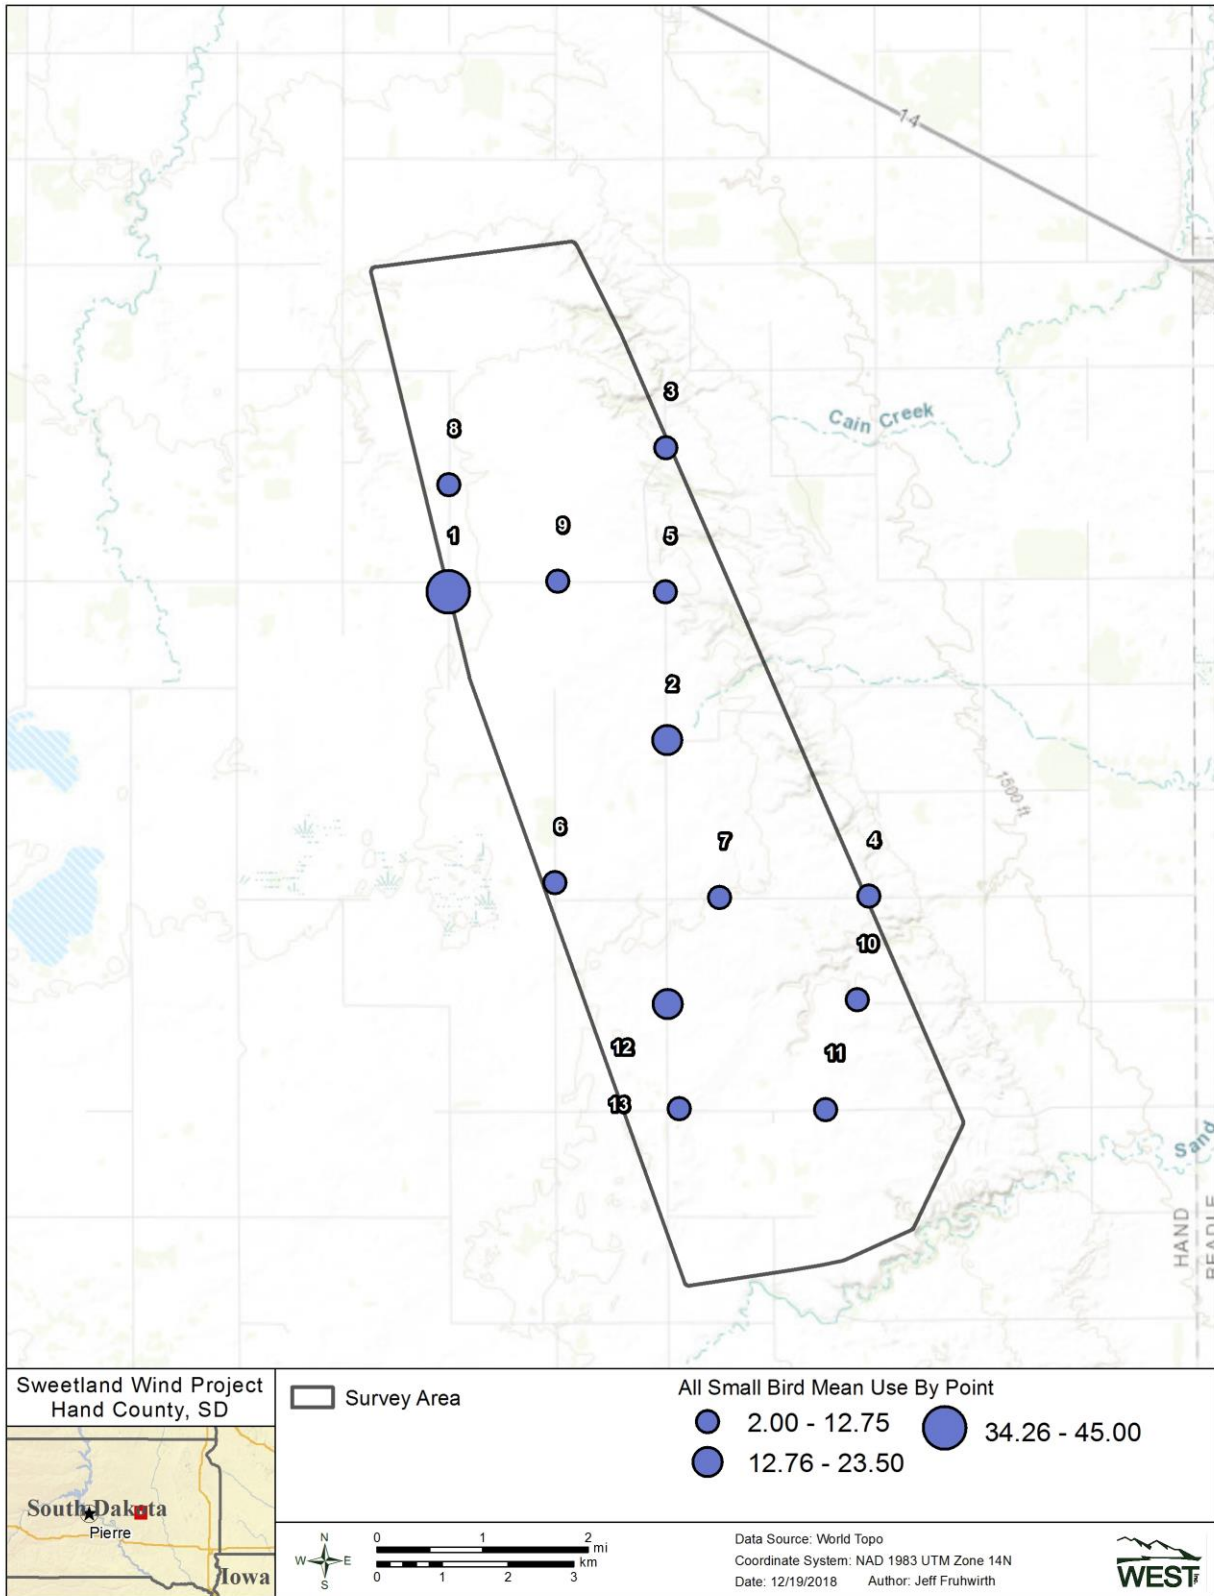 14
3
Cain Creek
8
9
1
5
2
1500 ft
6
7
4
10
12
11
13
Sand
HAND
BEADLE
Sweetland Wind Project
Hand County, SD
Survey Area
All Small Bird Mean Use By Point
2.00 - 12.75
34.26 - 45.00
12.76 - 23.50
South Dakota
Pierre
Iowa
N
W E
S
0 1 2
mi
km
0 1 2 3
Data Source: World Topo
Coordinate System: NAD 1983 UTM Zone 14N
Date: 12/19/2018 Author: Jeff Fruhwirth
WEST